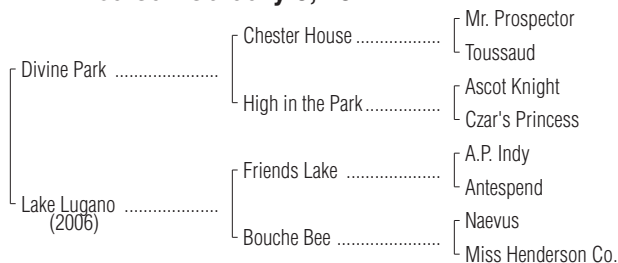 Mr. Prospector
Chester House ..................
Toussaud
Divine Park ......................
Ascot Knight
High in the Park ................
Czar's Princess
A.P. Indy
Friends Lake ....................
Antespend
Lake Lugano ....................
(2006)
Naevus
Bouche Bee ......................
Miss Henderson Co.